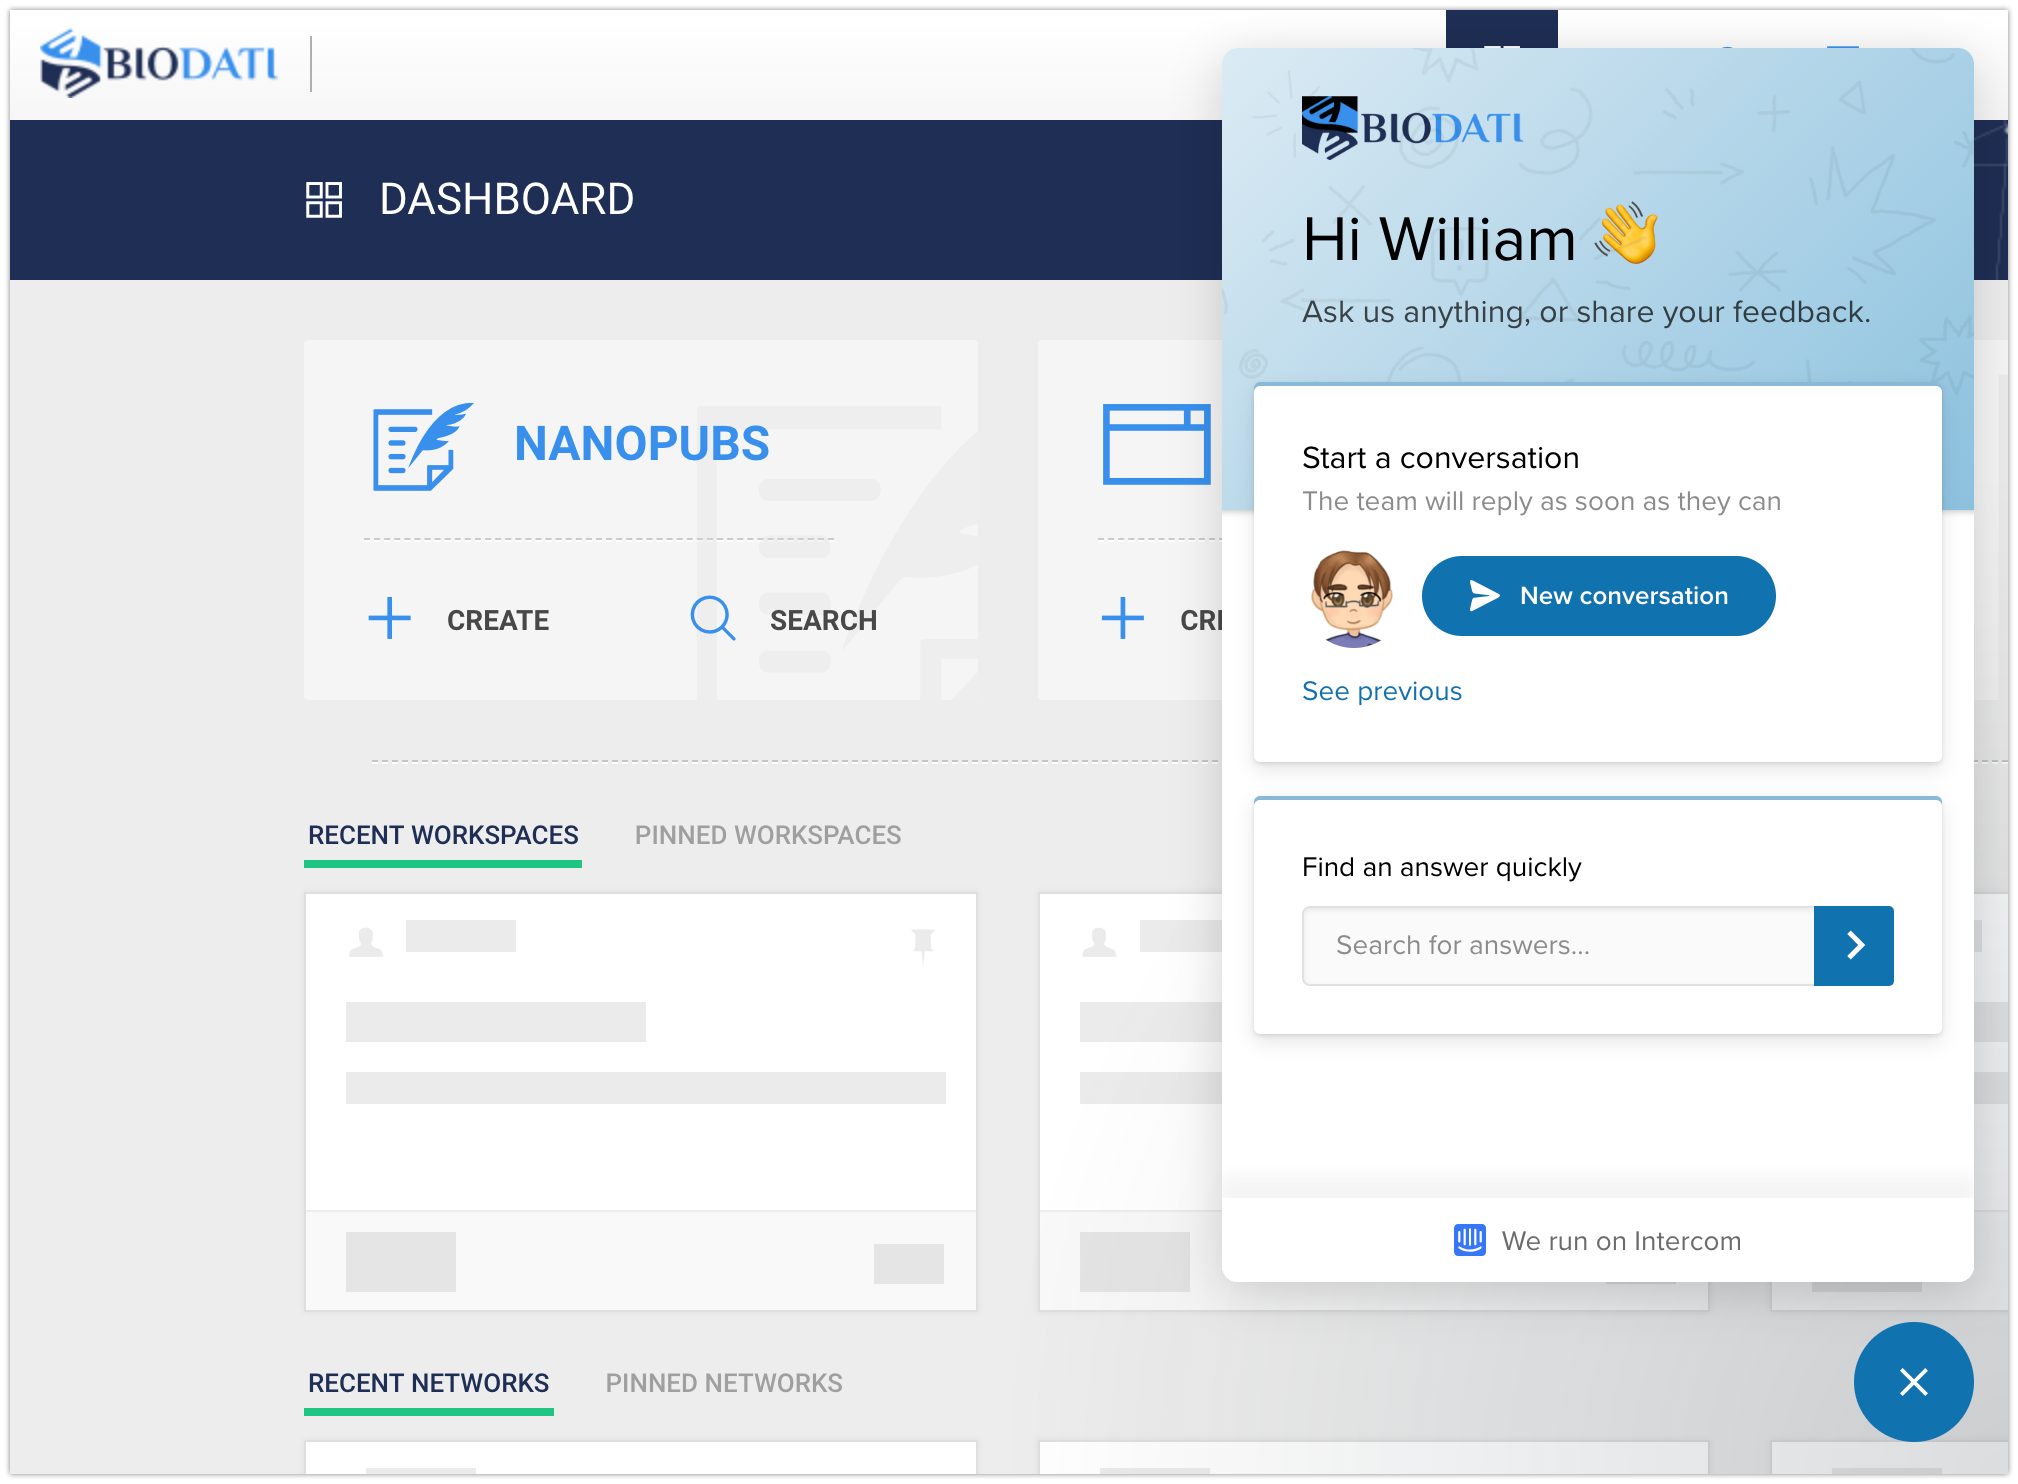 BIODATI
DASHBOARD
NANOPUBS
CREATE
SEARCH
RECENT WORKSPACES
PINNED WORKSPACES
RECENT NETWORKS
PINNED NETWORKS
BIODATI
Hi William 👋
Ask us anything, or share your feedback.
Start a conversation
The team will reply as soon as they can
New conversation
See previous
Find an answer quickly
Search for answers...
We run on Intercom